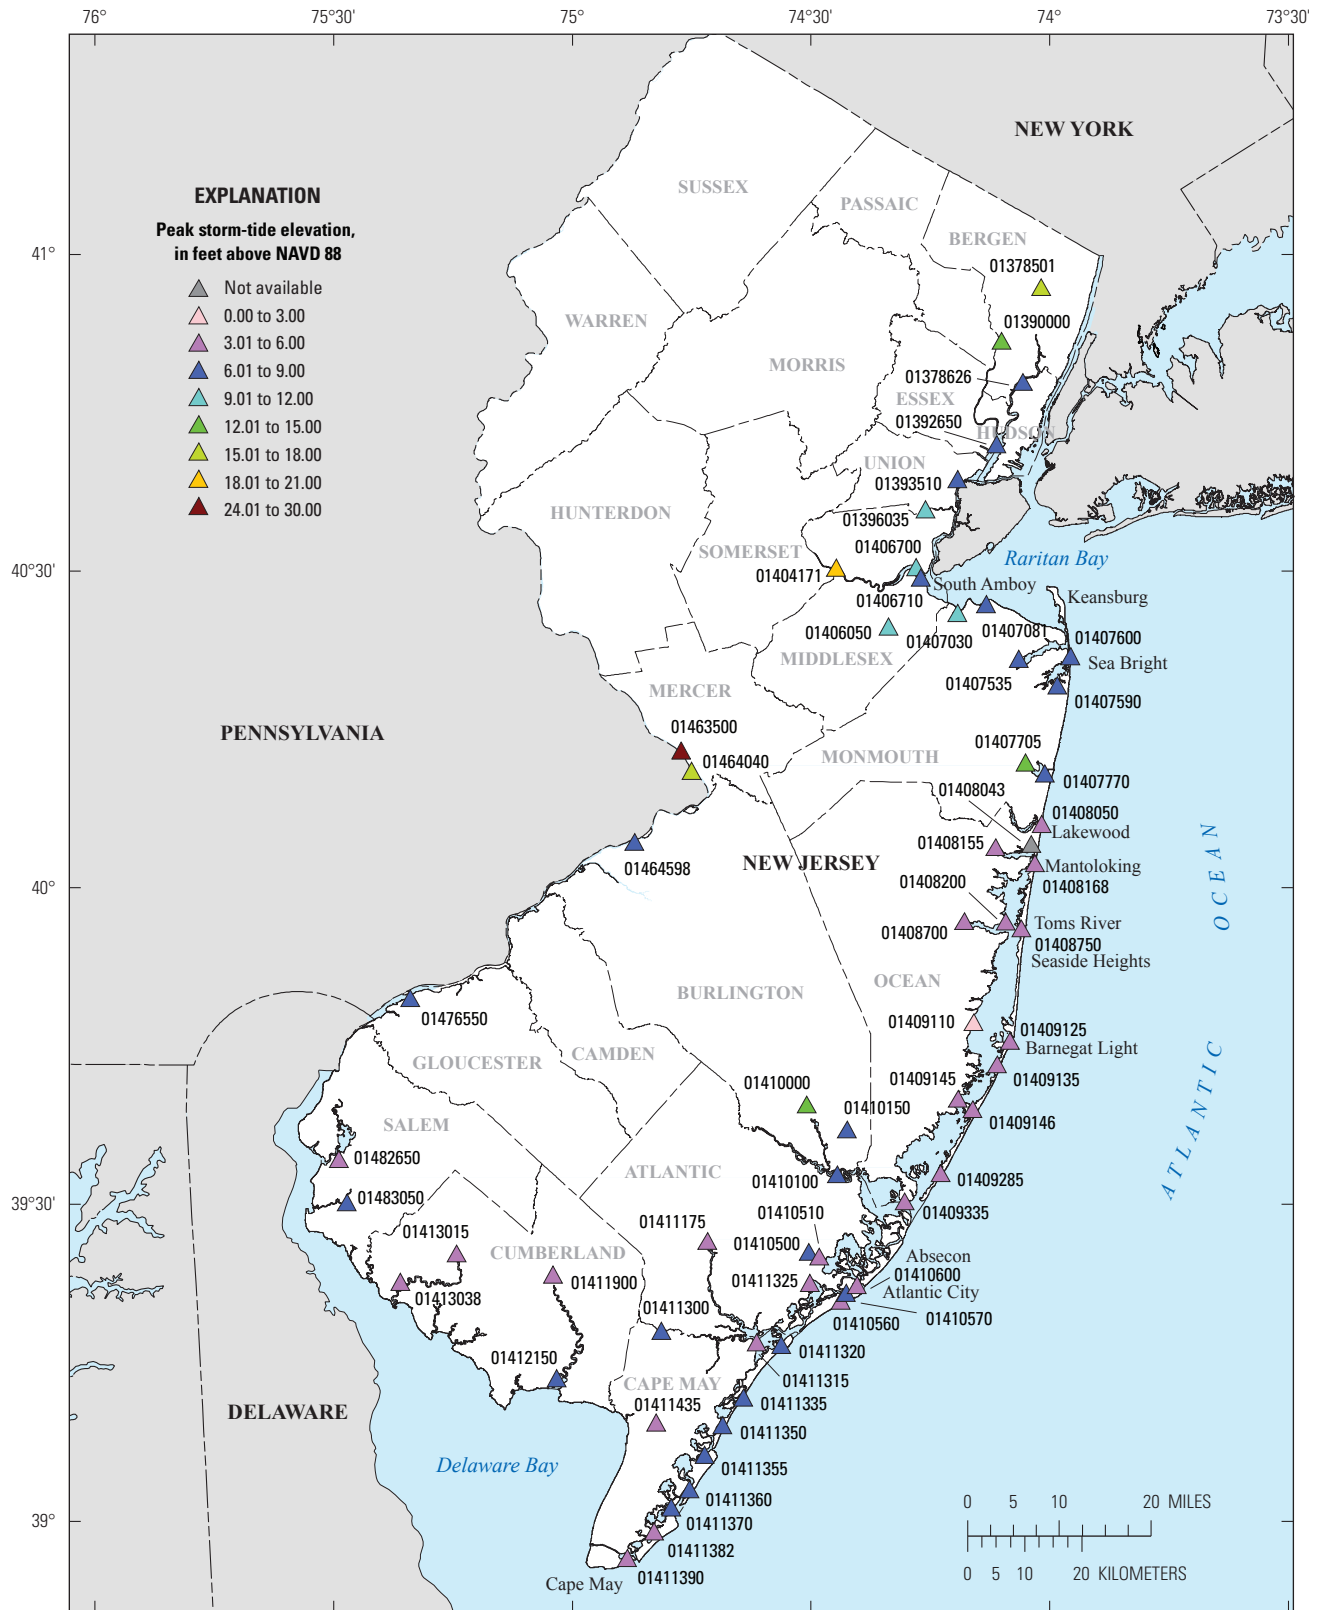 76°
75°30'
75°
74°30'
74°
73°30'
NEW YORK
EXPLANATION
Peak storm-tide elevation,
in feet above NAVD 88
Not available
0.00 to 3.00
3.01 to 6.00
6.01 to 9.00
9.01 to 12.00
12.01 to 15.00
15.01 to 18.00
18.01 to 21.00
24.01 to 30.00
SUSSEX
PASSAIC
BERGEN
41°
01378501
WARREN
01390000
MORRIS
01378626
ESSEX
01392650
HUDSON
UNION
01393510
HUNTERDON
01396035
SOMERSET
01406700
Raritan Bay
40°30'
01404171
South Amboy
01406710
Keansburg
01406050
01407030
01407081
01407600
MIDDLESEX
Sea Bright
01407535
MERCER
01407590
01463500
PENNSYLVANIA
01407705
MONMOUTH
01464040
01407770
01408043
01408050
Lakewood
01408155
NEW JERSEY
Mantoloking
01464598
01408200
01408168
40°
Toms River
01408700
01408750
Seaside Heights
OCEAN
BURLINGTON
01476550
01409110
01409125
Barnegat Light
CAMDEN
GLOUCESTER
01409145
01409135
01410000
01410150
01409146
SALEM
01482650
ATLANTIC
01410100
01409285
01483050
39°30'
01410510
01409335
01411175
01413015
01410500
CUMBERLAND
Absecon
01410600
01411900
01411325
Atlantic City
01413038
01411300
01410560
01410570
01411320
01412150
01411315
CAPE MAY
01411435
01411335
DELAWARE
01411350
Delaware Bay
01411355
01411360
01411370
39°
01411382
01411390
Cape May
ATLANTIC OCEAN
0 5 10 20 MILES
0 5 10 20 KILOMETERS